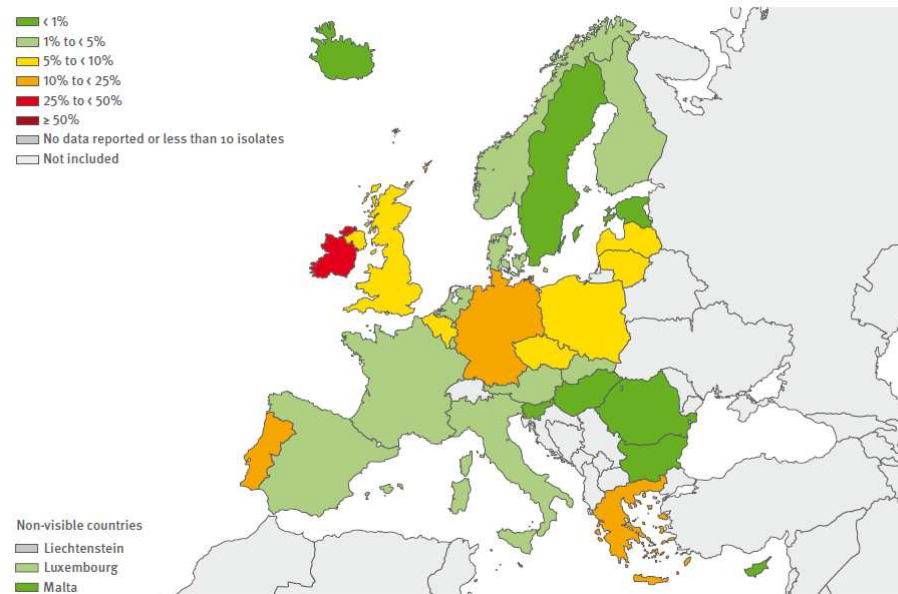 < 1%
1% to < 5%
5% to < 10%
10% to < 25%
25% to < 50%
≥ 50%
No data reported or less than 10 isolates
Not included
Non-visible countries
Liechtenstein
Luxembourg
Malta